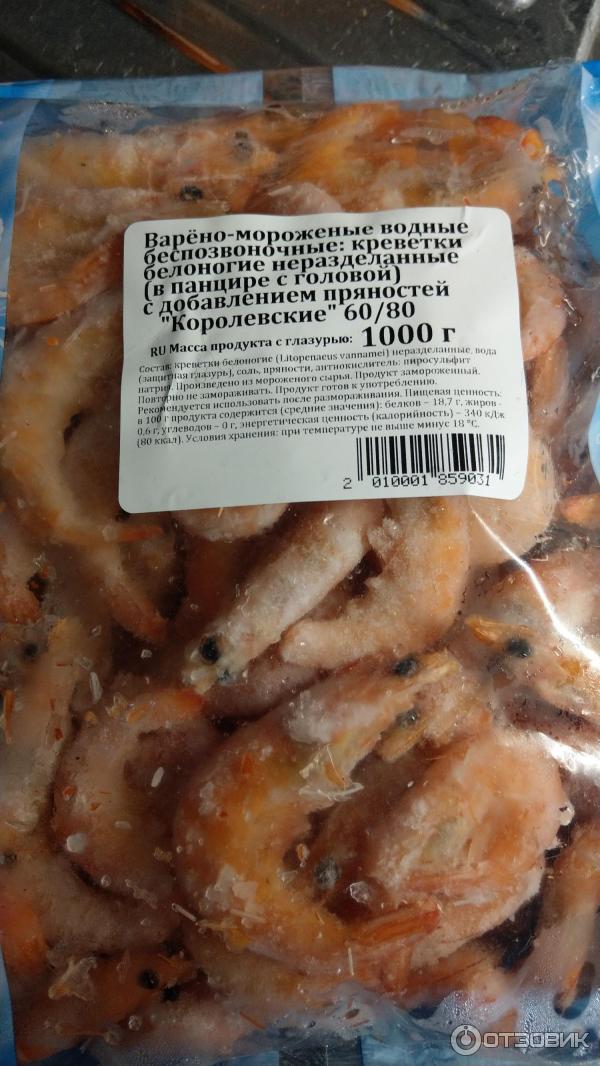 Варёно-мороженые водные
беспозвоночные: креветки
белоногие неразделанные
(в панцире с головой)
с добавлением пряностей
"Королевские" 60/80
RU Масса продукта с глазурью: 1000 г
Состав: креветки белоногие (Litopenaeus vannamei) неразделанные, вода
(защитная глазурь), соль, пряности, антиокислитель: пиросульфит
натрия. Произведено из мороженого сырья. Продукт замороженный.
Повторно не замораживать. Продукт готов к употреблению.
Рекомендуется использовать после размораживания. Пищевая ценность:
в 100 г продукта содержится (средние значения): белков – 18,7 г, жиров -
0,6 г, углеводов – 0 г, энергетическая ценность (калорийность) – 340 кДж
(80 ккал). Условия хранения: при температуре не выше минус 18 °С.
2 010001 859031
ОТЗОВИК